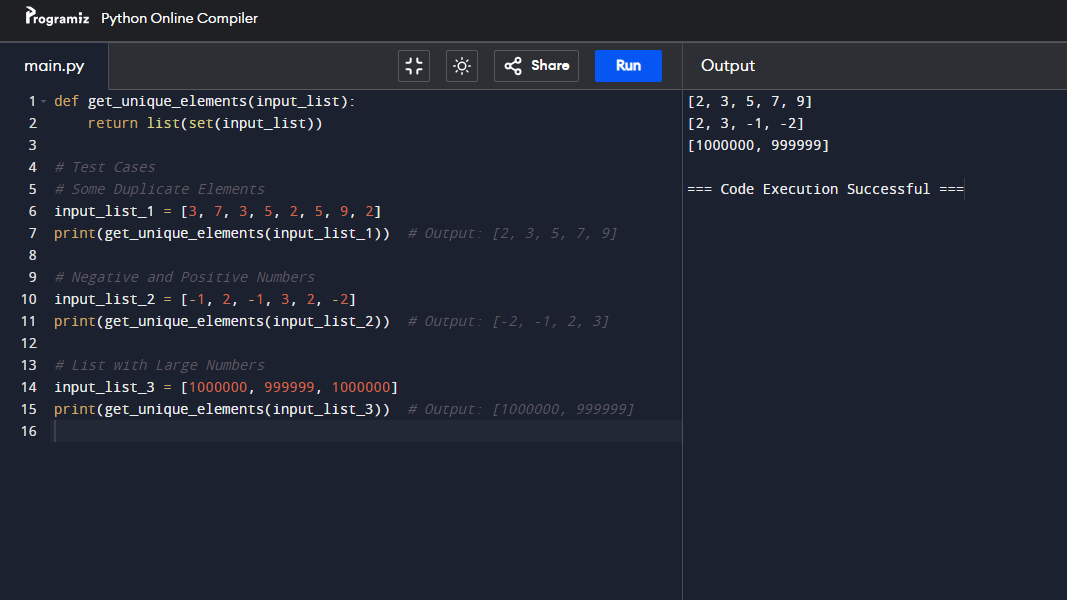 Programiz Python Online Compiler
main.py Share Run Output
1 def get_unique_elements(input_list):
2     return list(set(input_list))
3
4 # Test Cases
5 # Some Duplicate Elements
6 input_list_1 = [3, 7, 3, 5, 2, 5, 9, 2]
7 print(get_unique_elements(input_list_1))  # Output: [2, 3, 5, 7, 9]
8
9 # Negative and Positive Numbers
10 input_list_2 = [-1, 2, -1, 3, 2, -2]
11 print(get_unique_elements(input_list_2))  # Output: [-2, -1, 2, 3]
12
13 # List with Large Numbers
14 input_list_3 = [1000000, 999999, 1000000]
15 print(get_unique_elements(input_list_3))  # Output: [1000000, 999999]
16
[2, 3, 5, 7, 9]
[2, 3, -1, -2]
[1000000, 999999]
=== Code Execution Successful ===